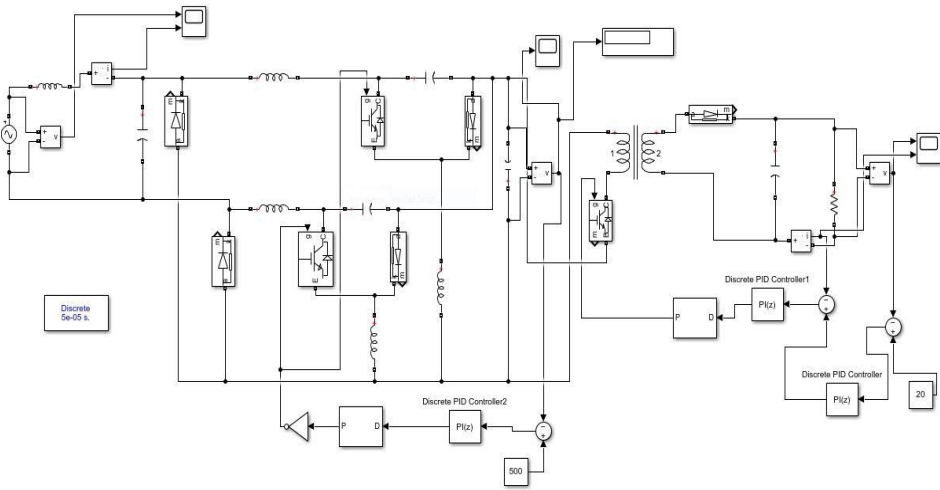 +
-
v
+
-
i
m
k
a
g
C
E
m
a
k
1
2
+
-
v
a
k
m
g
C
m
E
+
-
i
+
-
v
Discrete
5e-05 s.
g
C
E
m
Discrete PID Controller1
P
D
PI(z)
Discrete PID Controller
PI(z)
20
Discrete PID Controller2
P
D
PI(z)
500